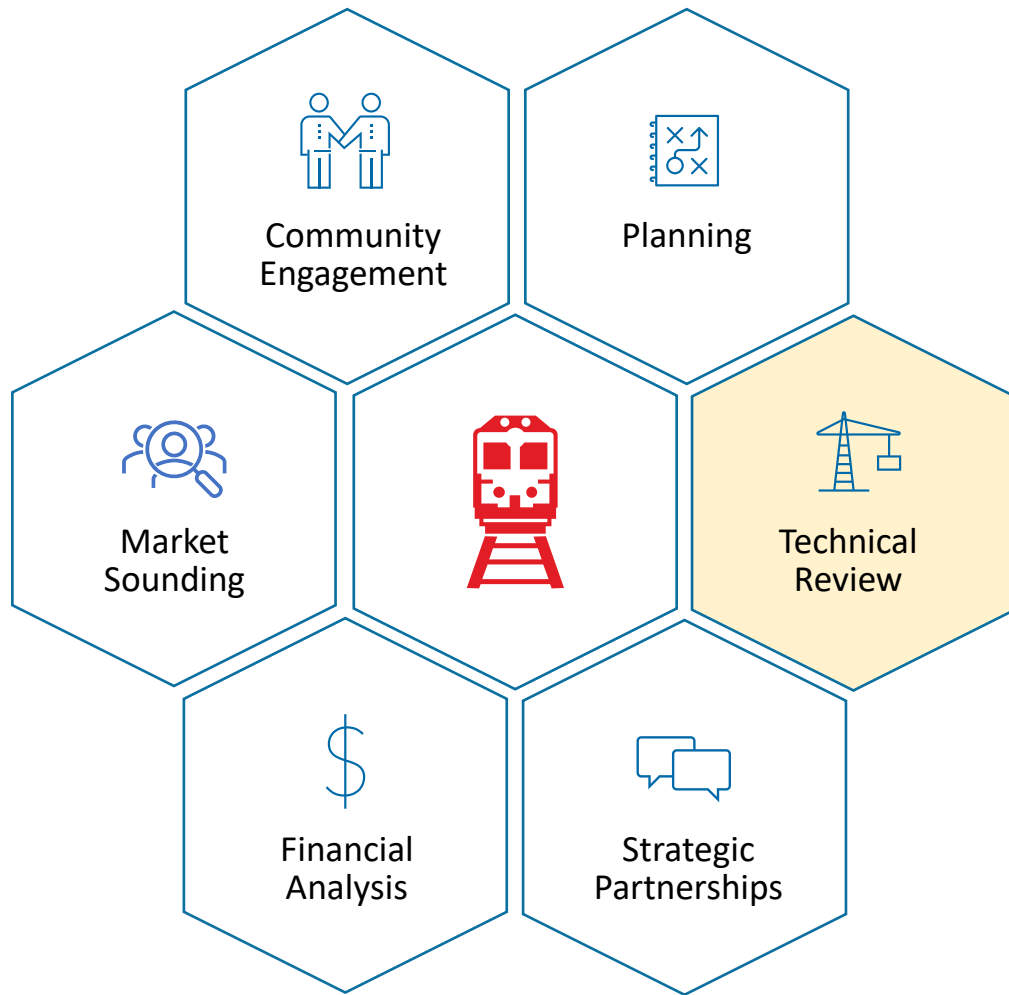 Community
Engagement
Planning
Market
Sounding
Technical
Review
Financial
Analysis
Strategic
Partnerships